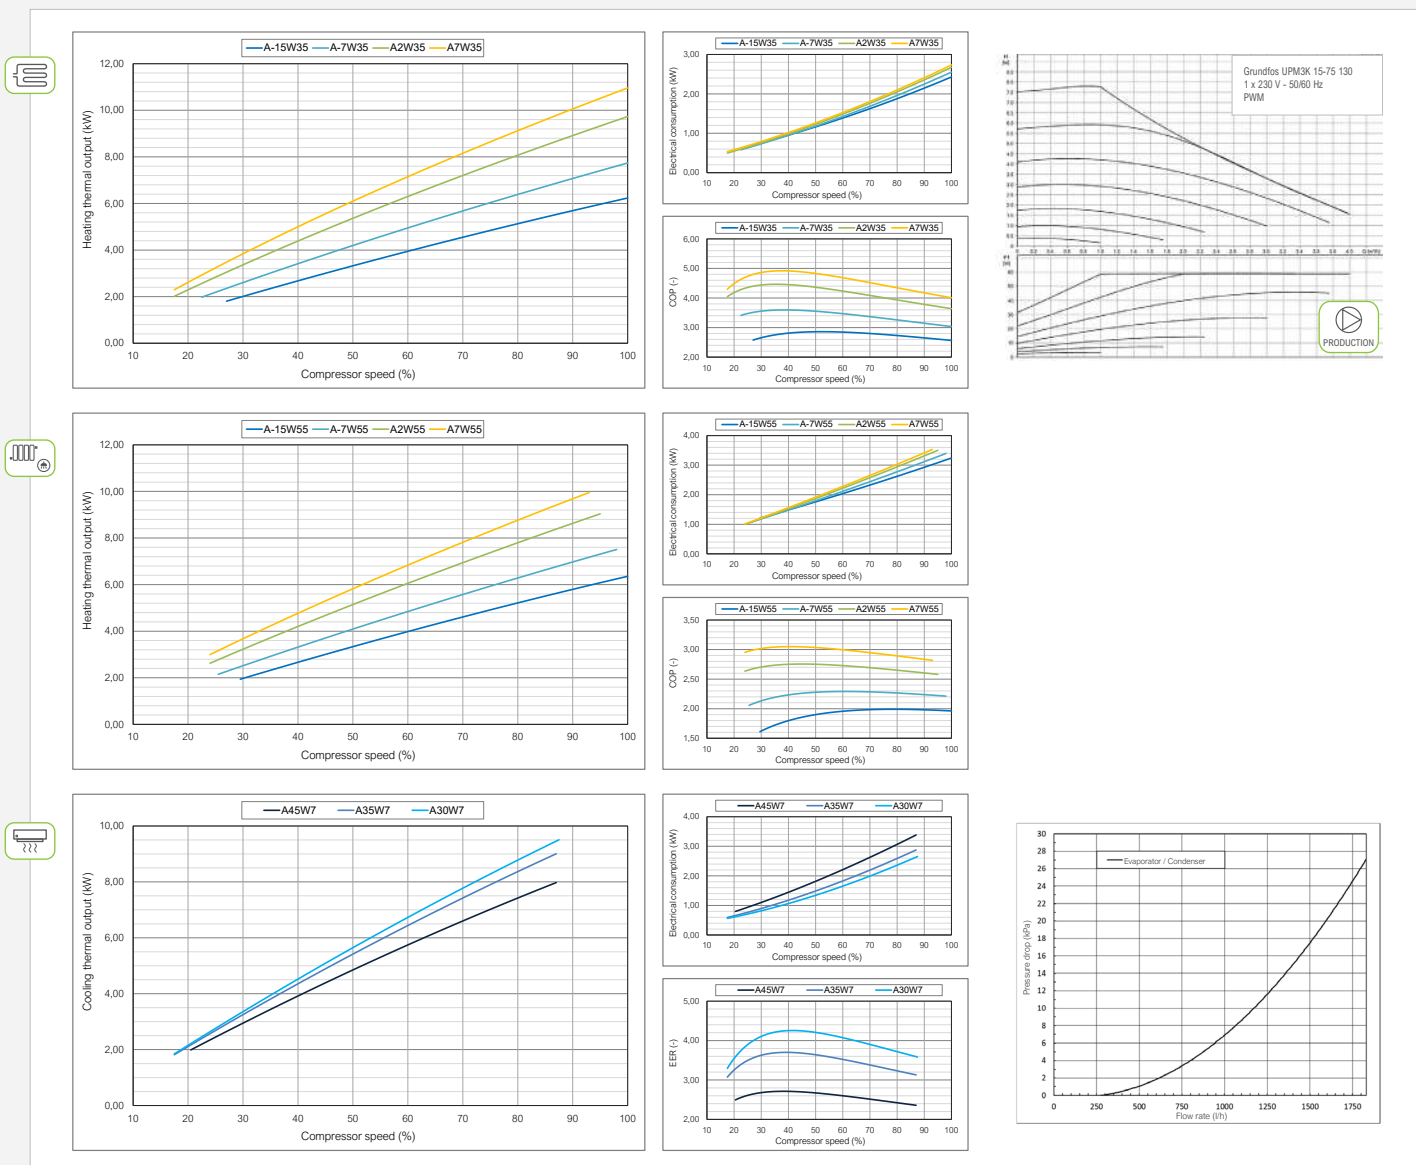 A-15W35 A-7W35 A2W35 A7W35
12,00
10,00
8,00
6,00
4,00
2,00
0,00
Heating thermal output (kW)
10 20 30 40 50 60 70 80 90 100
Compressor speed (%)
A-15W35 A-7W35 A2W35 A7W35
3,00
2,00
1,00
0,00
Electrical consumption (kW)
10 20 30 40 50 60 70 80 90 100
Compressor speed (%)
A-15W35 A-7W35 A2W35 A7W35
6,00
5,00
4,00
3,00
2,00
COP (-)
10 20 30 40 50 60 70 80 90 100
Compressor speed (%)
Grundfos UPM3K 15-75 130
1 x 230 V - 50/60 Hz
PWM
PRODUCTION
A-15W55 A-7W55 A2W55 A7W55
12,00
10,00
8,00
6,00
4,00
2,00
0,00
Heating thermal output (kW)
10 20 30 40 50 60 70 80 90 100
Compressor speed (%)
A-15W55 A-7W55 A2W55 A7W55
4,00
3,00
2,00
1,00
0,00
Electrical consumption (kW)
10 20 30 40 50 60 70 80 90 100
Compressor speed (%)
A-15W55 A-7W55 A2W55 A7W55
3,50
3,00
2,50
2,00
1,50
COP (-)
10 20 30 40 50 60 70 80 90 100
Compressor speed (%)
A45W7 A35W7 A30W7
10,00
8,00
6,00
4,00
2,00
0,00
Cooling thermal output (kW)
10 20 30 40 50 60 70 80 90 100
Compressor speed (%)
A45W7 A35W7 A30W7
4,00
3,00
2,00
1,00
0,00
Electrical consumption (kW)
10 20 30 40 50 60 70 80 90 100
Compressor speed (%)
A45W7 A35W7 A30W7
5,00
4,00
3,00
2,00
EER (-)
10 20 30 40 50 60 70 80 90 100
Compressor speed (%)
Evaporator / Condenser
30
28
26
24
22
20
18
16
14
12
10
8
6
4
2
0
Pressure drop (kPa)
0 250 500 750 1000 1250 1500 1750
Flow rate (l/h)